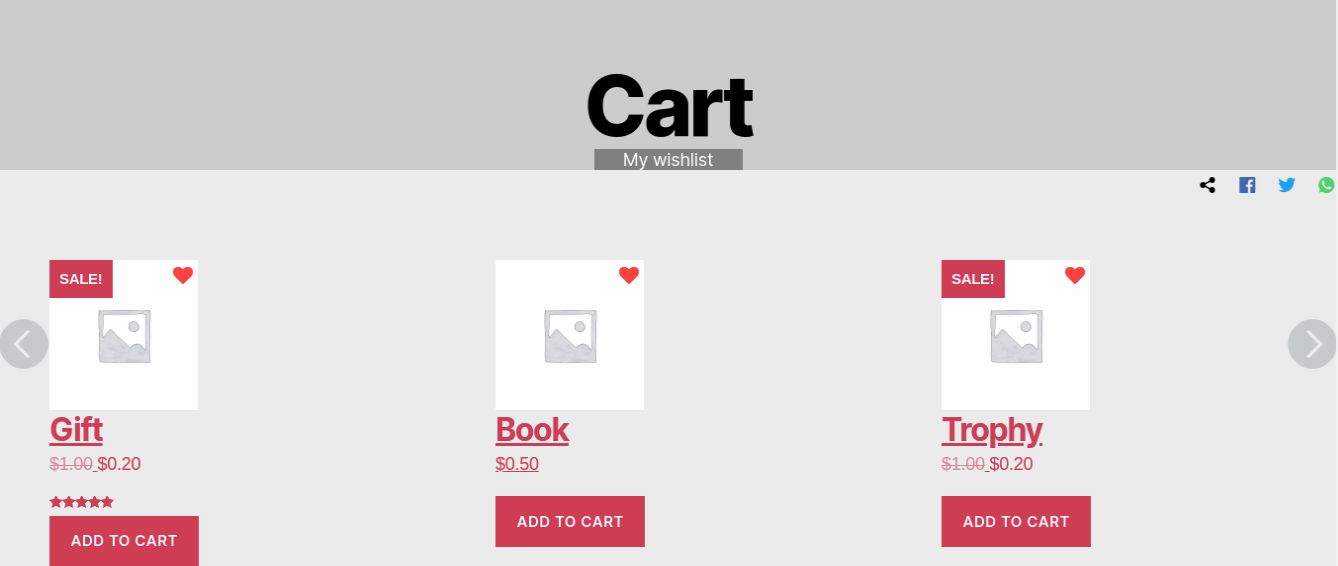 Cart
My wishlist
SALE!
Gift
$1.00 $0.20
ADD TO CART
Book
$0.50
ADD TO CART
SALE!
Trophy
$1.00 $0.20
ADD TO CART